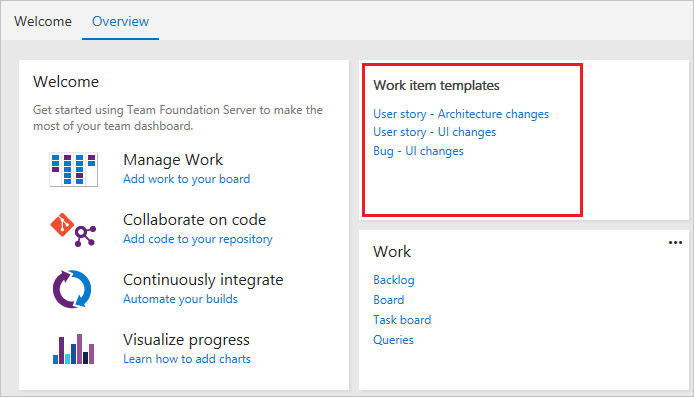 Welcome
Overview
Welcome
Get started using Team Foundation Server to make the
most of your team dashboard.
Manage Work
Add work to your board
Collaborate on code
Add code to your repository
Continuously integrate
Automate your builds
Visualize progress
Learn how to add charts
Work item templates
User story - Architecture changes
User story - UI changes
Bug - UI changes
Work
Backlog
Board
Task board
Queries